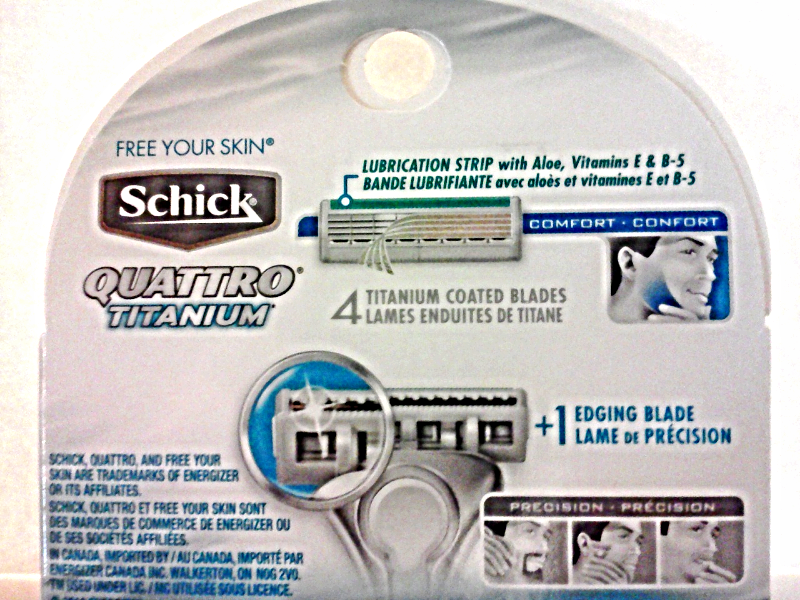 FREE YOUR SKIN®
Schick®
QUATTRO®
TITANIUM™
LUBRICATION STRIP with Aloe, Vitamins E & B-5
BANDE LUBRIFIANTE avec aloès et vitamines E et B-5
COMFORT · CONFORT
4 TITANIUM COATED BLADES
LAMES ENDUITES DE TITANE
+1 EDGING BLADE
LAME DE PRÉCISION
SCHICK, QUATTRO, AND FREE YOUR
SKIN ARE TRADEMARKS OF ENERGIZER
OR ITS AFFILIATES.
SCHICK, QUATTRO ET FREE YOUR SKIN SONT
DES MARQUES DE COMMERCE DE ENERGIZER OU
DE SES SOCIÉTÉS AFFILIÉES.
IN CANADA, IMPORTED BY / AU CANADA, IMPORTÉ PAR
ENERGIZER CANADA INC. WALKERTON, ON N0G 2V0.
™ USED UNDER LIC. / MC UTILISÉE SOUS LICENCE.
PRECISION · PRÉCISION